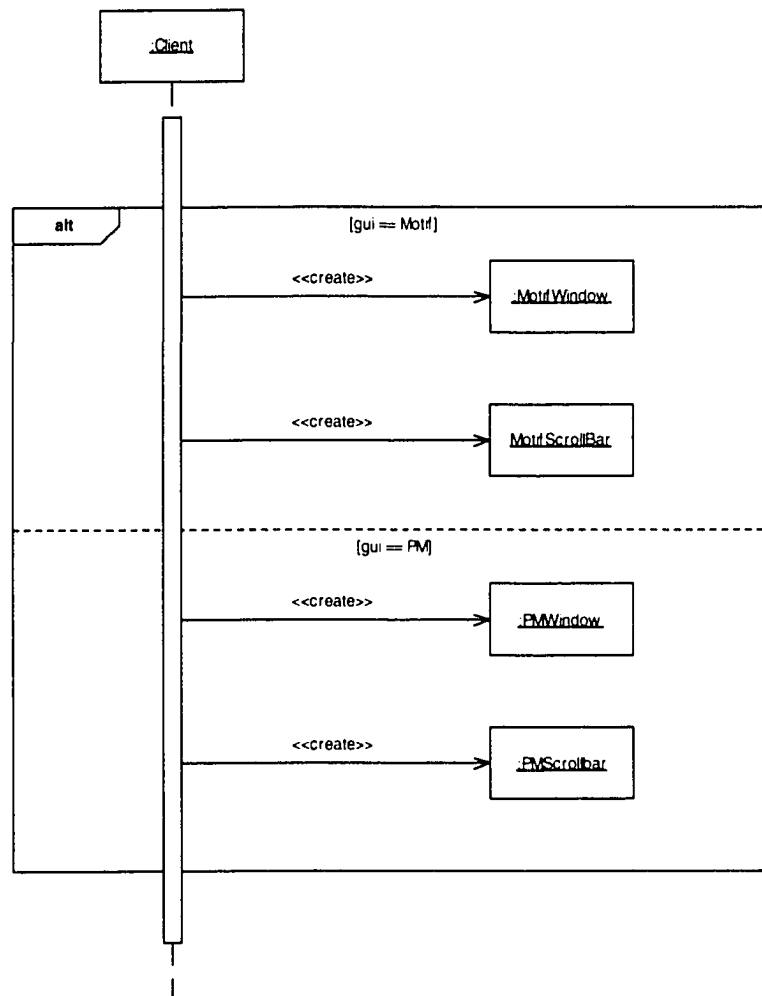 :Client
alt
[gui == Motif]
<<create>>
:MotifWindow
<<create>>
MotifScrollBar
[gui == PM]
<<create>>
:PMWindow
<<create>>
:PMScrollbar